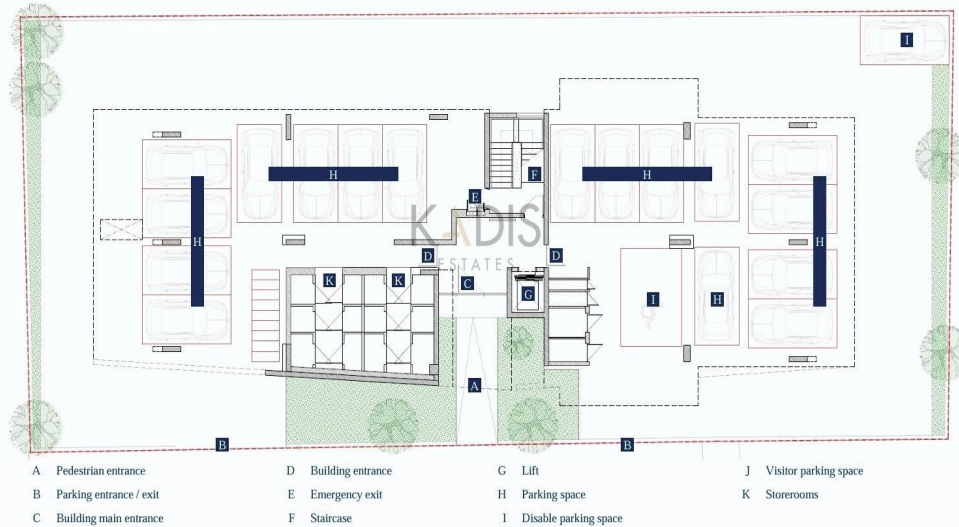 I
H
H
F
E
H
H
KADIS
ESTATES
D
D
K
K
C
G
I
H
A
B
B
A Pedestrian entrance
B Parking entrance / exit
C Building main entrance
D Building entrance
E Emergency exit
F Staircase
G Lift
H Parking space
I Disable parking space
J Visitor parking space
K Storerooms